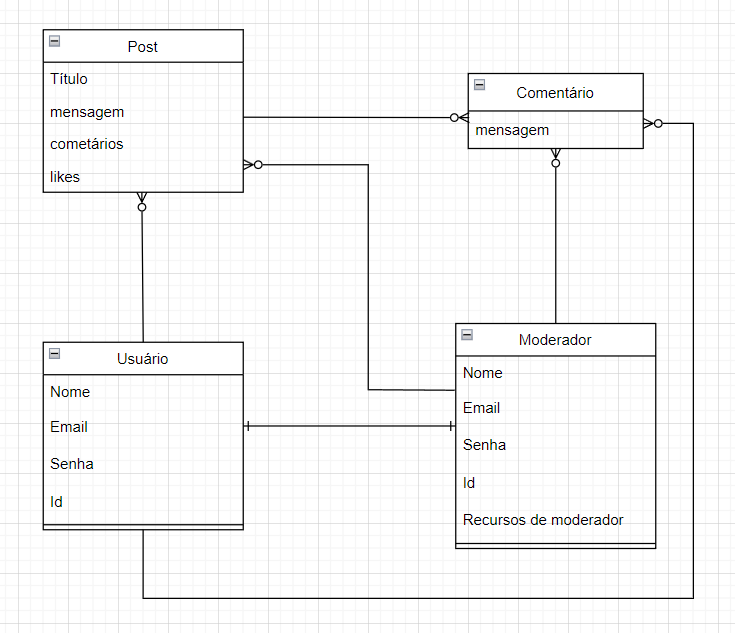 Post
Título
mensagem
cometários
likes
Comentário
mensagem
Usuário
Nome
Email
Senha
Id
Moderador
Nome
Email
Senha
Id
Recursos de moderador